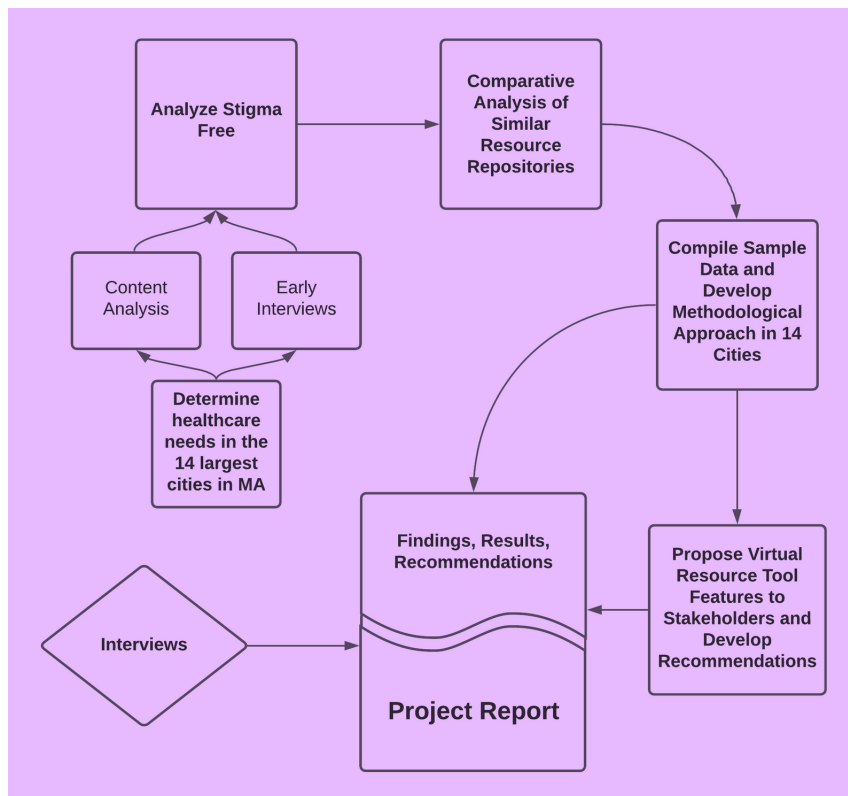 Analyze Stigma
Free
Comparative
Analysis of
Similar
Resource
Repositories
Compile Sample
Data and
Develop
Methodological
Approach in 14
Cities
Content
Analysis
Early
Interviews
Determine
healthcare
needs in the
14 largest
cities in MA
Findings, Results,
Recommendations
Propose Virtual
Resource Tool
Features to
Stakeholders and
Develop
Recommendations
Interviews
Project Report